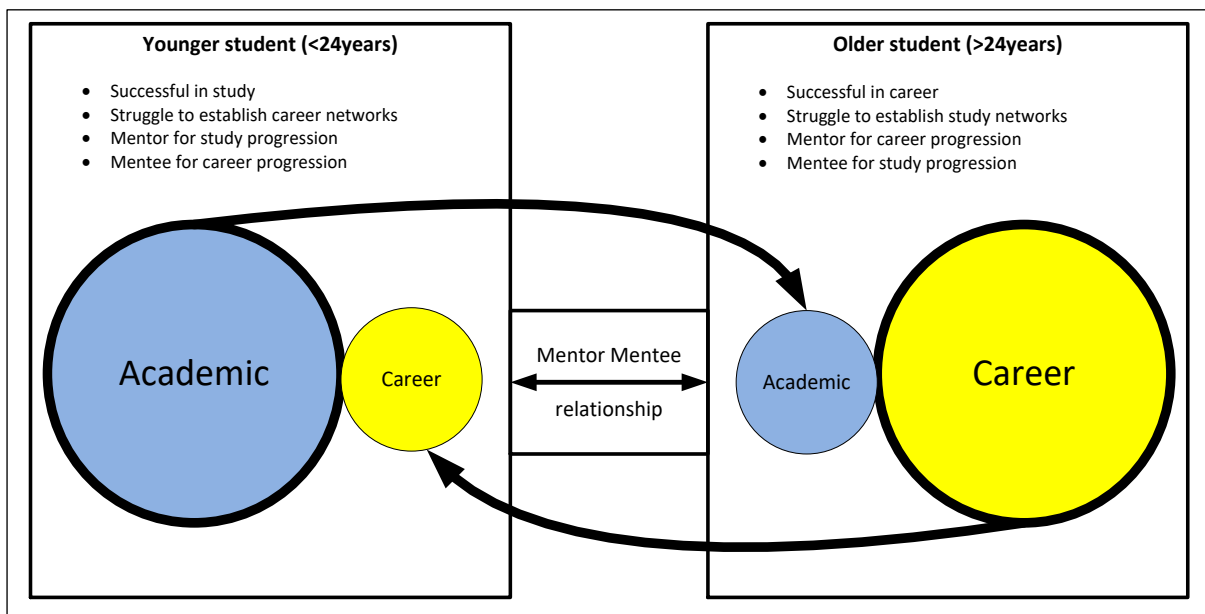 Younger student (<24years)
• Successful in study
• Struggle to establish career networks
• Mentor for study progression
• Mentee for career progression
Older student (>24years)
• Successful in career
• Struggle to establish study networks
• Mentor for career progression
• Mentee for study progression
Academic
Career
Mentor Mentee
relationship
Academic
Career